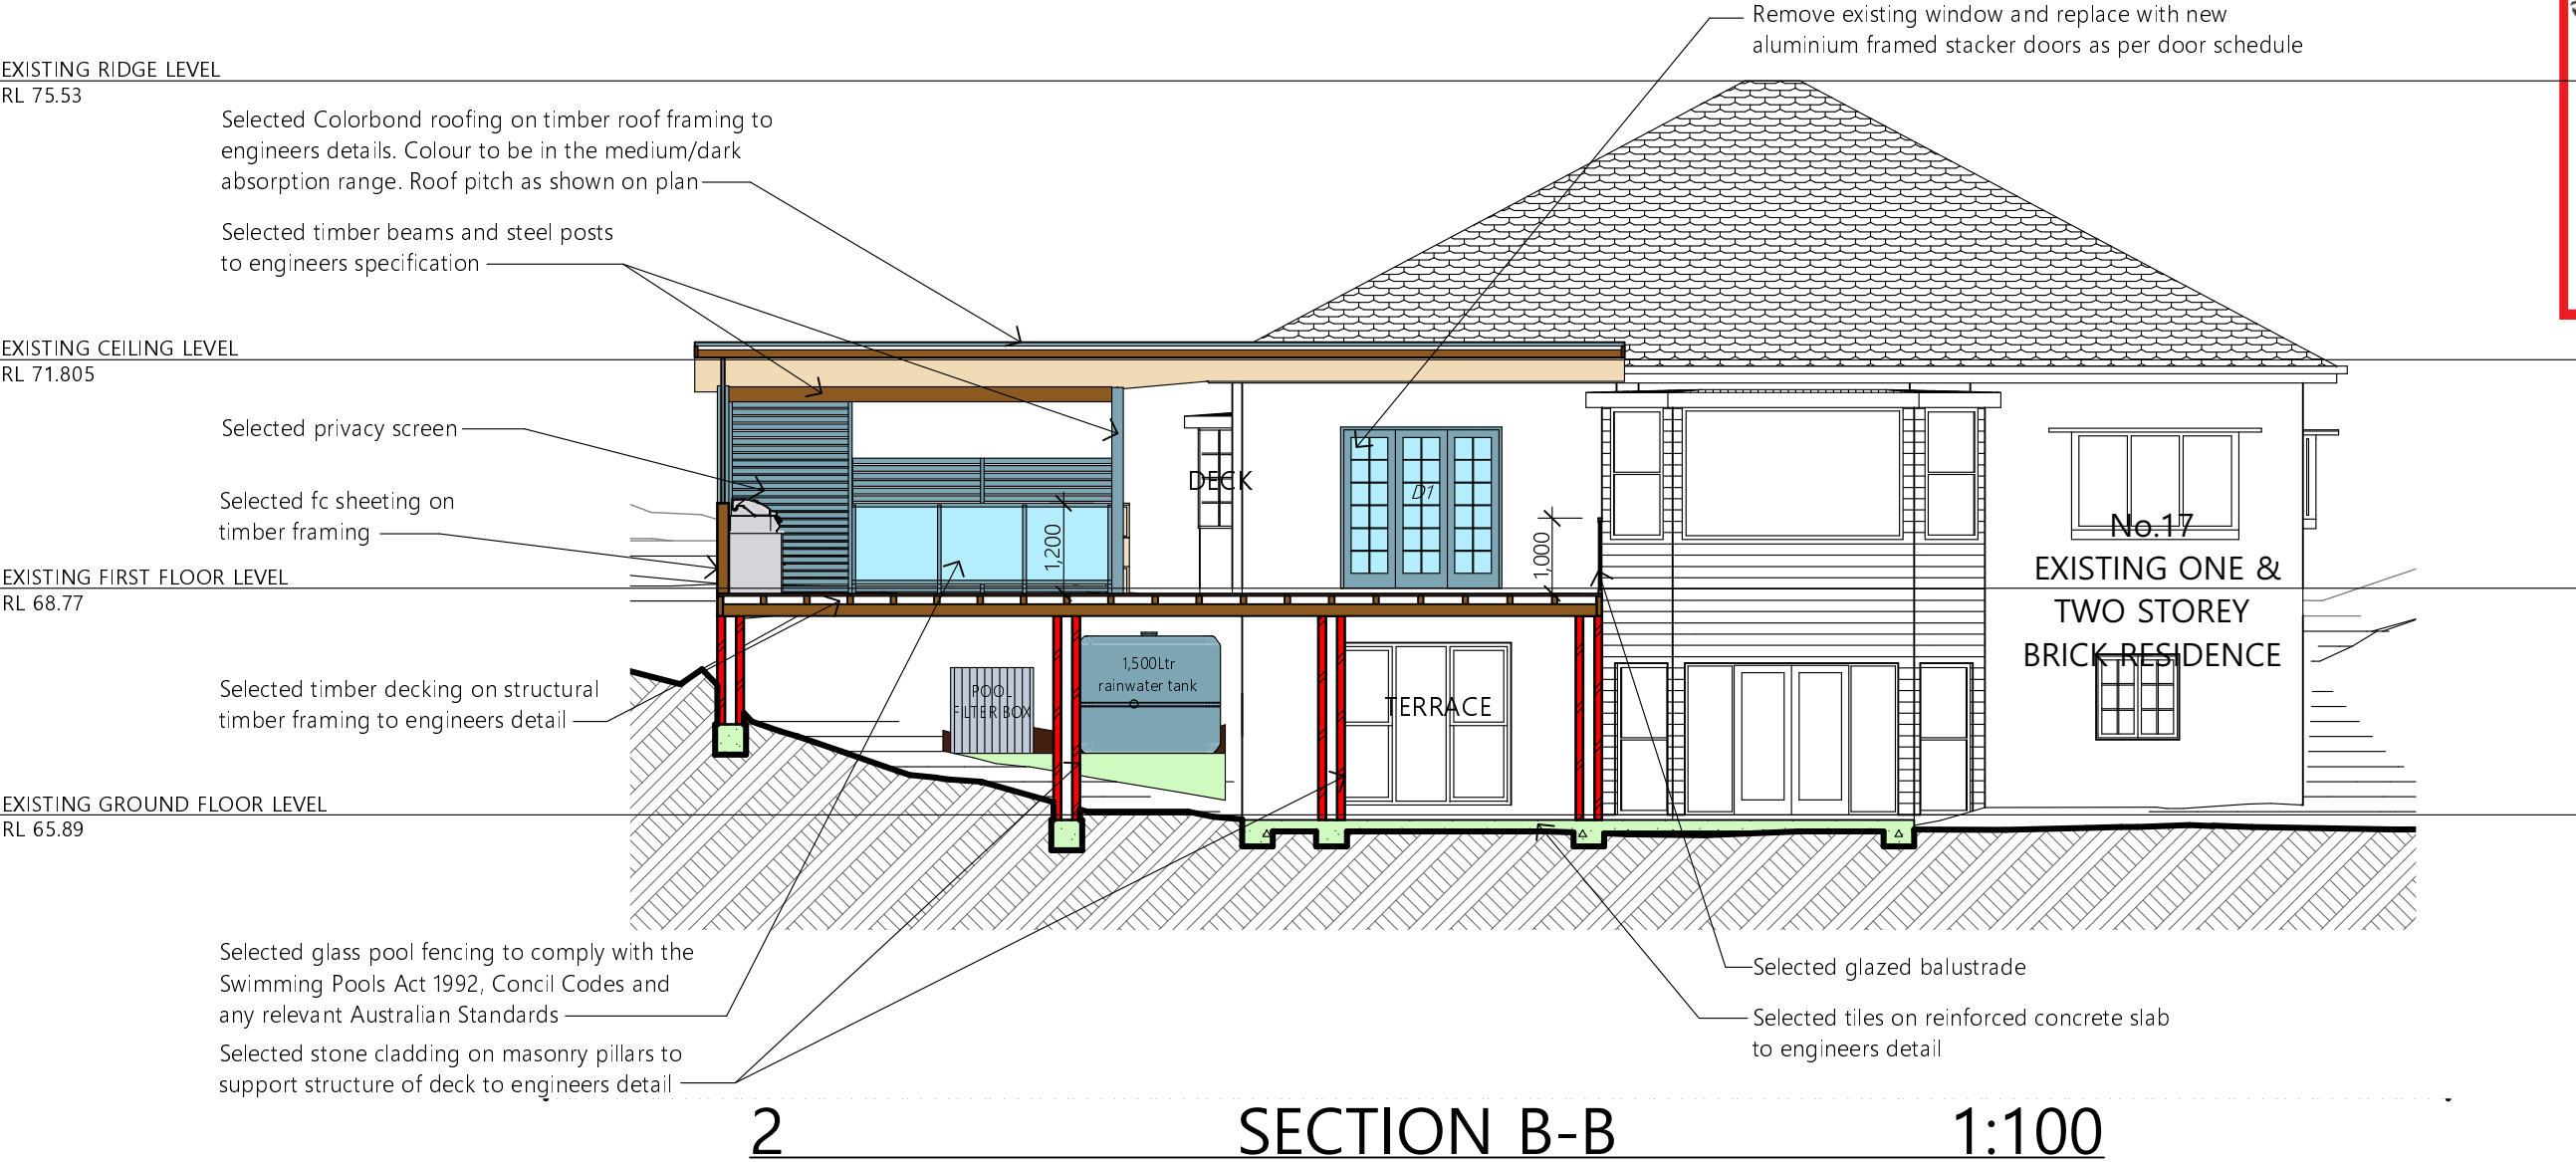 Remove existing window and replace with new
aluminium framed stacker doors as per door schedule
EXISTING RIDGE LEVEL
RL 75.53
Selected Colorbond roofing on timber roof framing to
engineers details. Colour to be in the medium/dark
absorption range. Roof pitch as shown on plan
Selected timber beams and steel posts
to engineers specification
EXISTING CEILING LEVEL
RL 71.805
Selected privacy screen
DECK
D1
Selected fc sheeting on
timber framing
1,200
1,000
No.17
EXISTING ONE &
TWO STOREY
BRICK RESIDENCE
EXISTING FIRST FLOOR LEVEL
RL 68.77
1,500Ltr
rainwater tank
POOL
FILTER BOX
TERRACE
Selected timber decking on structural
timber framing to engineers detail
EXISTING GROUND FLOOR LEVEL
RL 65.89
Selected glass pool fencing to comply with the
Swimming Pools Act 1992, Concil Codes and
any relevant Australian Standards
Selected stone cladding on masonry pillars to
support structure of deck to engineers detail
Selected glazed balustrade
Selected tiles on reinforced concrete slab
to engineers detail
2 SECTION B-B 1:100